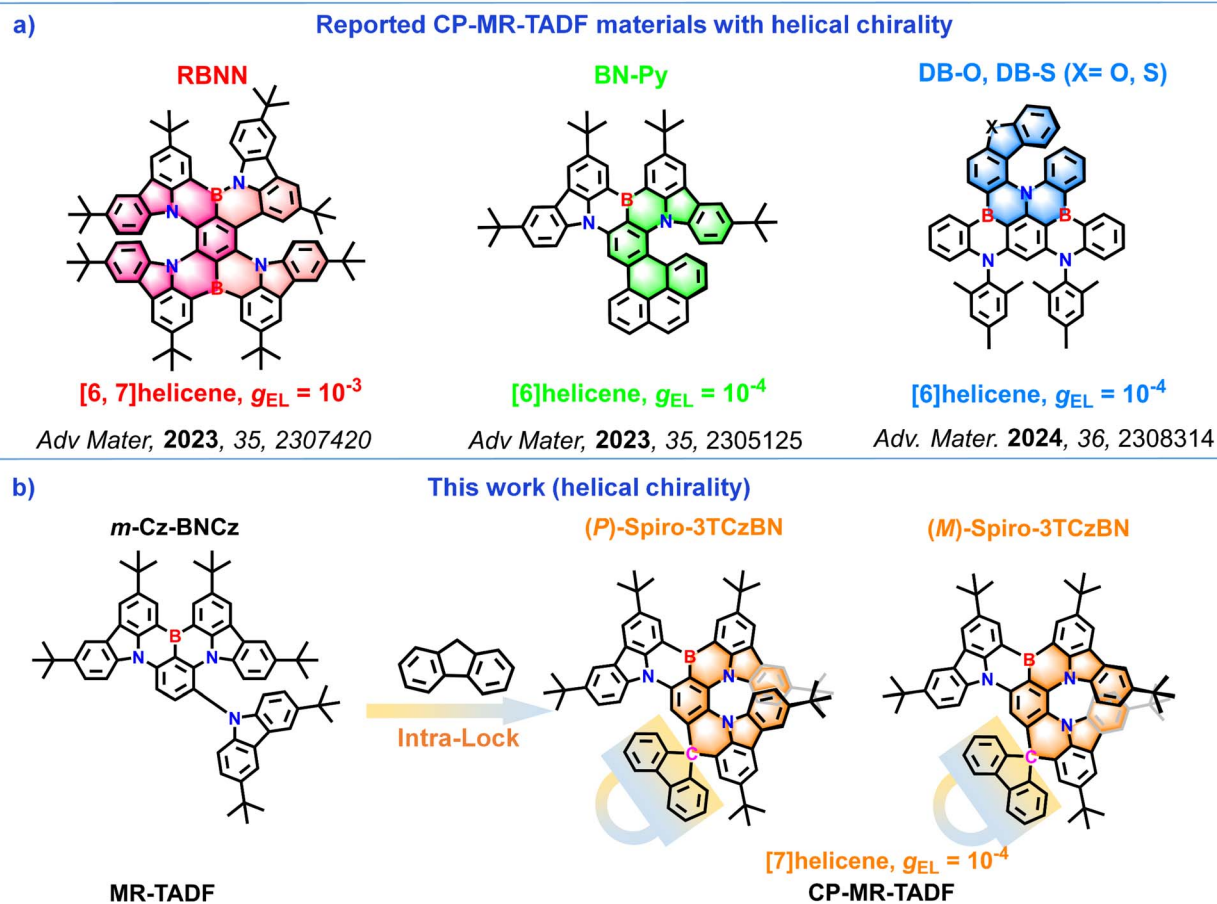 a)
Reported CP-MR-TADF materials with helical chirality
RBNN
BN-Py
DB-O, DB-S (X= O, S)
B
N
N
N
N
B
B
N
N
X
N
B
B
N
N
[6, 7]helicene, gEL = 10-3
[6]helicene, gEL = 10-4
[6]helicene, gEL = 10-4
Adv Mater, 2023, 35, 2307420
Adv Mater, 2023, 35, 2305125
Adv. Mater. 2024, 36, 2308314
b)
This work (helical chirality)
m-Cz-BNCz
(P)-Spiro-3TCzBN
(M)-Spiro-3TCzBN
B
N
N
N
Intra-Lock
B
N
N
N
C
B
N
N
N
C
[7]helicene, gEL = 10-4
MR-TADF
CP-MR-TADF